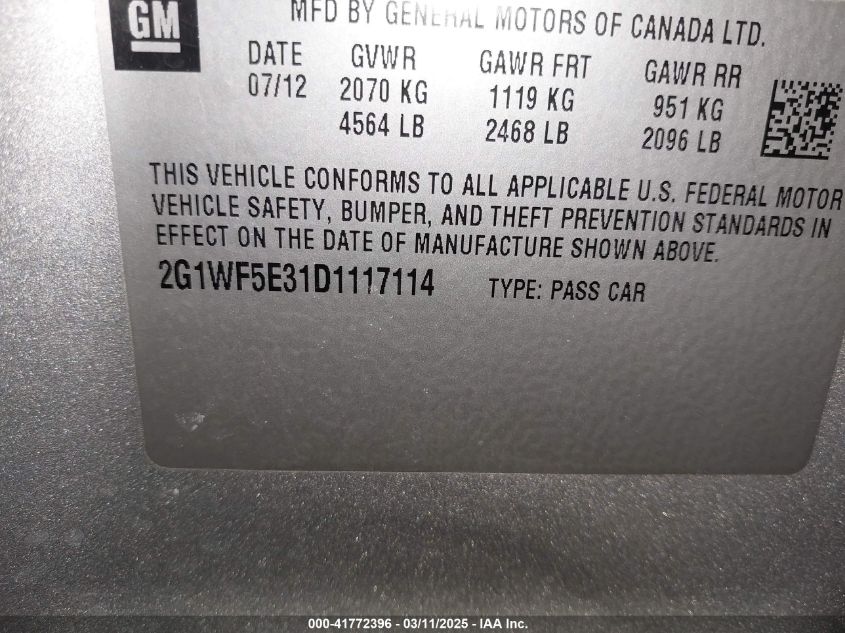 GM
MFD BY GENERAL MOTORS OF CANADA LTD.
DATE GVWR GAWR FRT GAWR RR
07/12 2070 KG 1119 KG 951 KG
4564 LB 2468 LB 2096 LB
THIS VEHICLE CONFORMS TO ALL APPLICABLE U.S. FEDERAL MOTOR
VEHICLE SAFETY, BUMPER, AND THEFT PREVENTION STANDARDS IN
EFFECT ON THE DATE OF MANUFACTURE SHOWN ABOVE.
2G1WF5E31D1117114 TYPE: PASS CAR
000-41772396 - 03/11/2025 - IAA Inc.